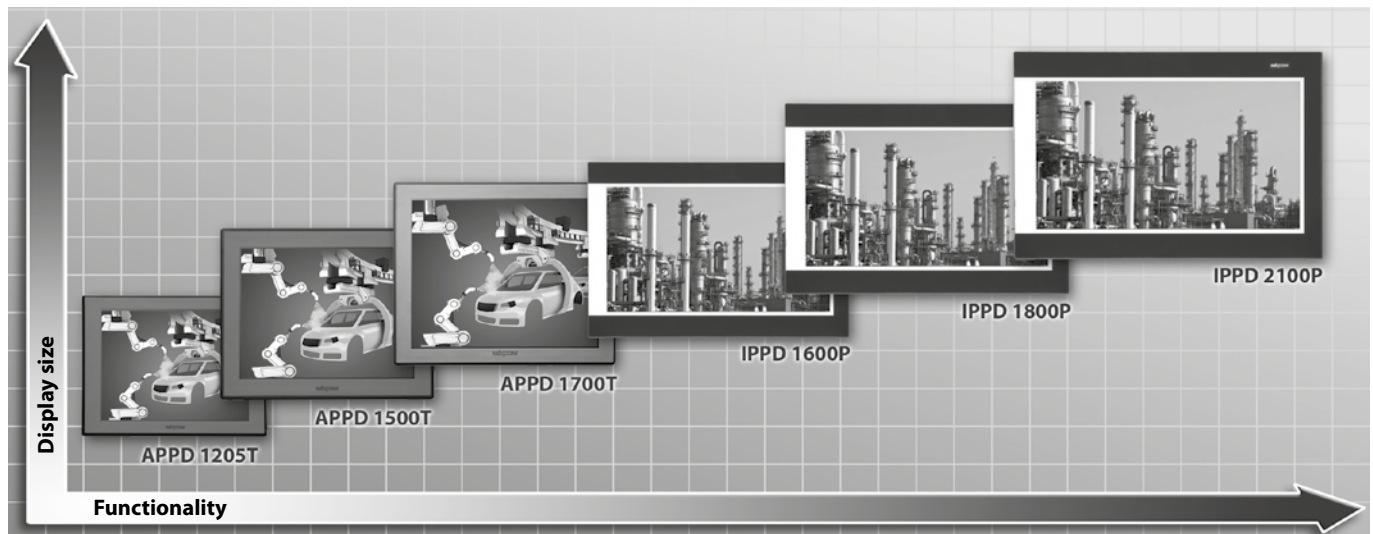 IPPD 2100P
IPPD 1800P
IPPD 1600P
APPD 1700T
APPD 1500T
APPD 1205T
Display size
Functionality